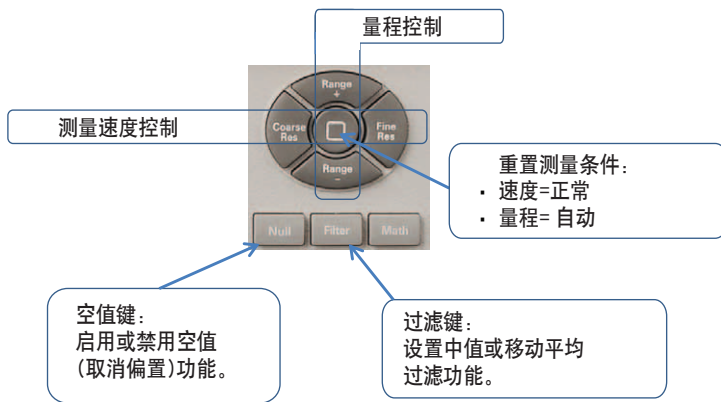 量程控制
Range
+
测量速度控制
Coarse
Res
Fine
Res
Range
−
重置测量条件：
· 速度=正常
· 量程= 自动
Null
Filter
Math
空值键：
启用或禁用空值
(取消偏置)功能。
过滤键：
设置中值或移动平均
过滤功能。